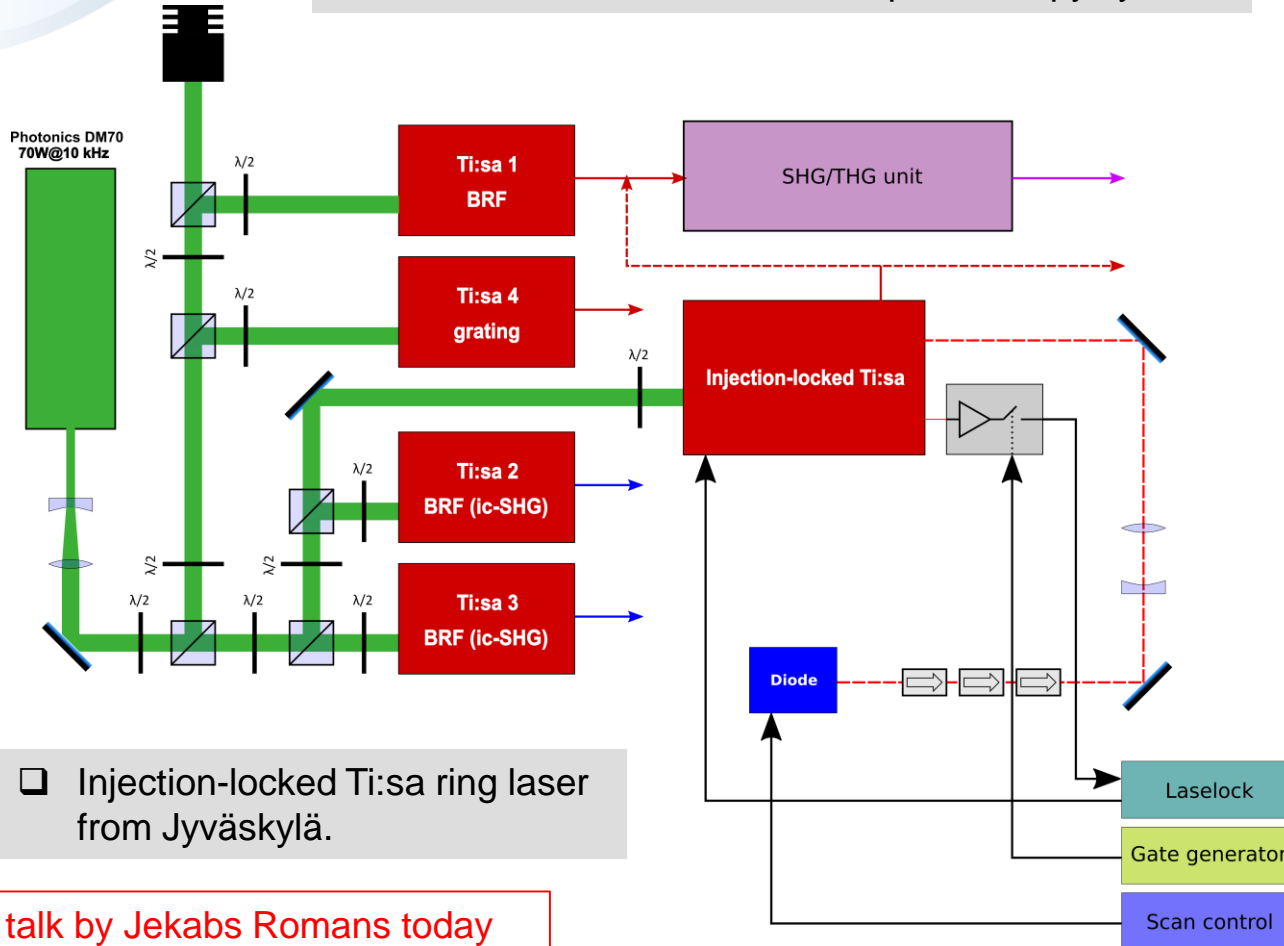 Photonics DM70
70W@10 kHz
λ/2
Ti:sa 1
BRF
SHG/THG unit
λ/2
λ/2
Ti:sa 4
grating
λ/2
Injection-locked Ti:sa
λ/2
Ti:sa 2
BRF (ic-SHG)
λ/2
λ/2
λ/2
λ/2
λ/2
Ti:sa 3
BRF (ic-SHG)
Diode
Injection-locked Ti:sa ring laser
from Jyväskylä.
Laselock
Gate generator
Scan control
talk by Jekabs Romans today